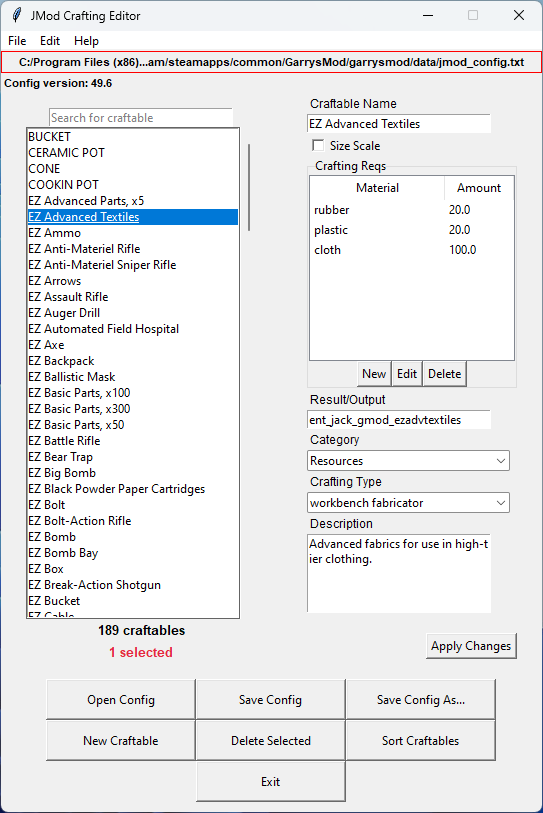 JMod Crafting Editor
File Edit Help
C:/Program Files (x86)...am/steamapps/common/GarrysMod/garrysmod/data/jmod_config.txt
Config version: 49.6
Search for craftable
BUCKET
CERAMIC POT
CONE
COOKIN POT
EZ Advanced Parts, x5
EZ Advanced Textiles
EZ Ammo
EZ Anti-Materiel Rifle
EZ Anti-Materiel Sniper Rifle
EZ Arrows
EZ Assault Rifle
EZ Auger Drill
EZ Automated Field Hospital
EZ Axe
EZ Backpack
EZ Ballistic Mask
EZ Basic Parts, x100
EZ Basic Parts, x300
EZ Basic Parts, x50
EZ Battle Rifle
EZ Bear Trap
EZ Big Bomb
EZ Black Powder Paper Cartridges
EZ Bolt
EZ Bolt-Action Rifle
EZ Bomb
EZ Bomb Bay
EZ Box
EZ Break-Action Shotgun
EZ Bucket
EZ Cable
189 craftables
1 selected
Craftable Name
EZ Advanced Textiles
Size Scale
Crafting Reqs
Material Amount
rubber 20.0
plastic 20.0
cloth 100.0
New Edit Delete
Result/Output
ent_jack_gmod_ezadvtextiles
Category
Resources
Crafting Type
workbench fabricator
Description
Advanced fabrics for use in high-t
ier clothing.
Apply Changes
Open Config Save Config Save Config As...
New Craftable Delete Selected Sort Craftables
Exit